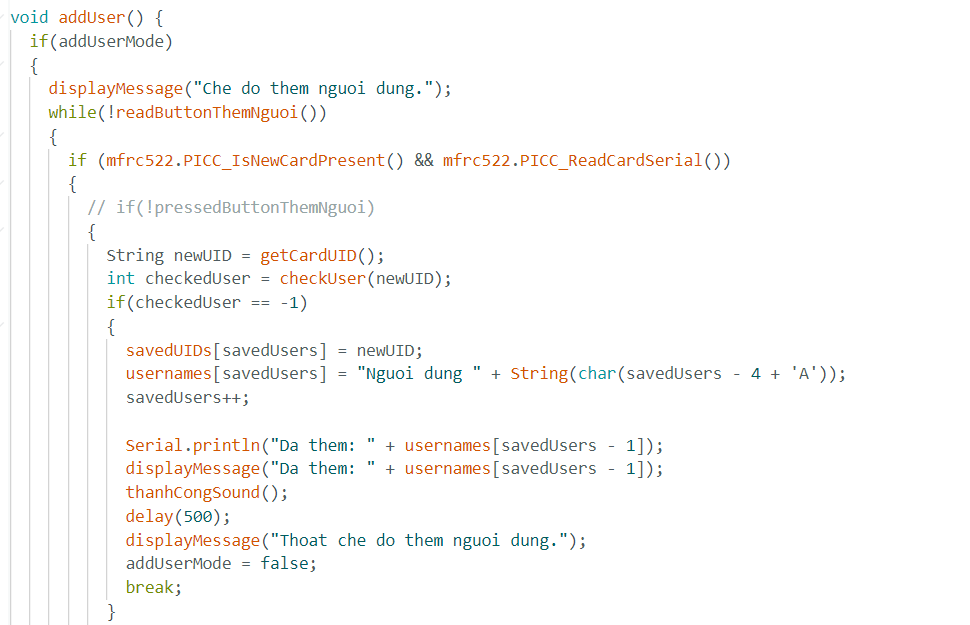 void addUser() {
if(addUserMode)
{
displayMessage("Che do them nguoi dung.");
while(!readButtonThemNguoi())
{
if (mfrc522.PICC_IsNewCardPresent() && mfrc522.PICC_ReadCardSerial())
{
// if(!pressedButtonThemNguoi)
{
String newUID = getCardUID();
int checkedUser = checkUser(newUID);
if(checkedUser == -1)
{
savedUIDs[savedUsers] = newUID;
usernames[savedUsers] = "Nguoi dung " + String(char(savedUsers - 4 + 'A'));
savedUsers++;
Serial.println("Da them: " + usernames[savedUsers - 1]);
displayMessage("Da them: " + usernames[savedUsers - 1]);
thanhCongSound();
delay(500);
displayMessage("Thoat che do them nguoi dung.");
addUserMode = false;
break;
}